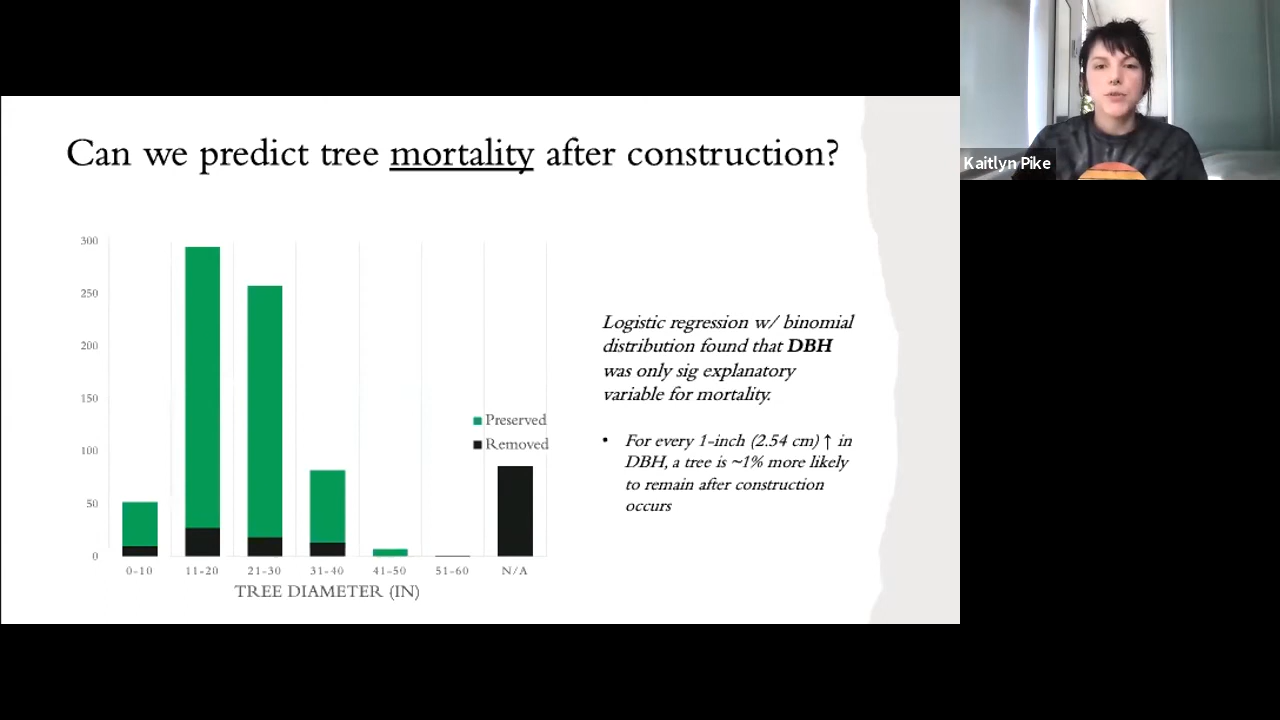 Can we predict tree mortality after construction?
300
250
200
150
100
50
0
Preserved
Removed
0-10 11-20 21-30 31-40 41-50 51-60 N/A
TREE DIAMETER (IN)
Logistic regression w/ binomial
distribution found that DBH
was only sig explanatory
variable for mortality.
• For every 1-inch (2.54 cm) ↑ in
DBH, a tree is ~1% more likely
to remain after construction
occurs
Kaitlyn Pike